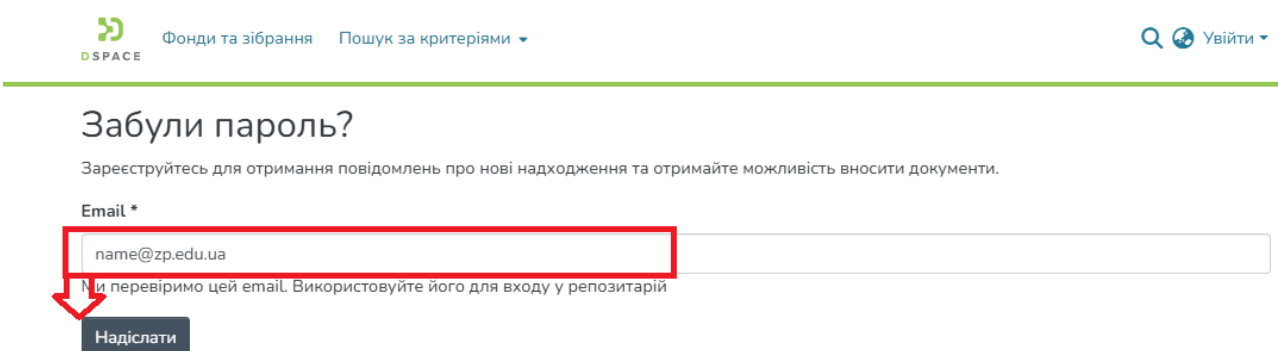 DSPACE
Фонди та зібрання Пошук за критеріями Увійти
Забули пароль?
Зареєструйтесь для отримання повідомлень про нові надходження та отримайте можливість вносити документи.
Email *
name@zp.edu.ua
Ми перевіримо цей email. Використовуйте його для входу у репозитарій
Надіслати